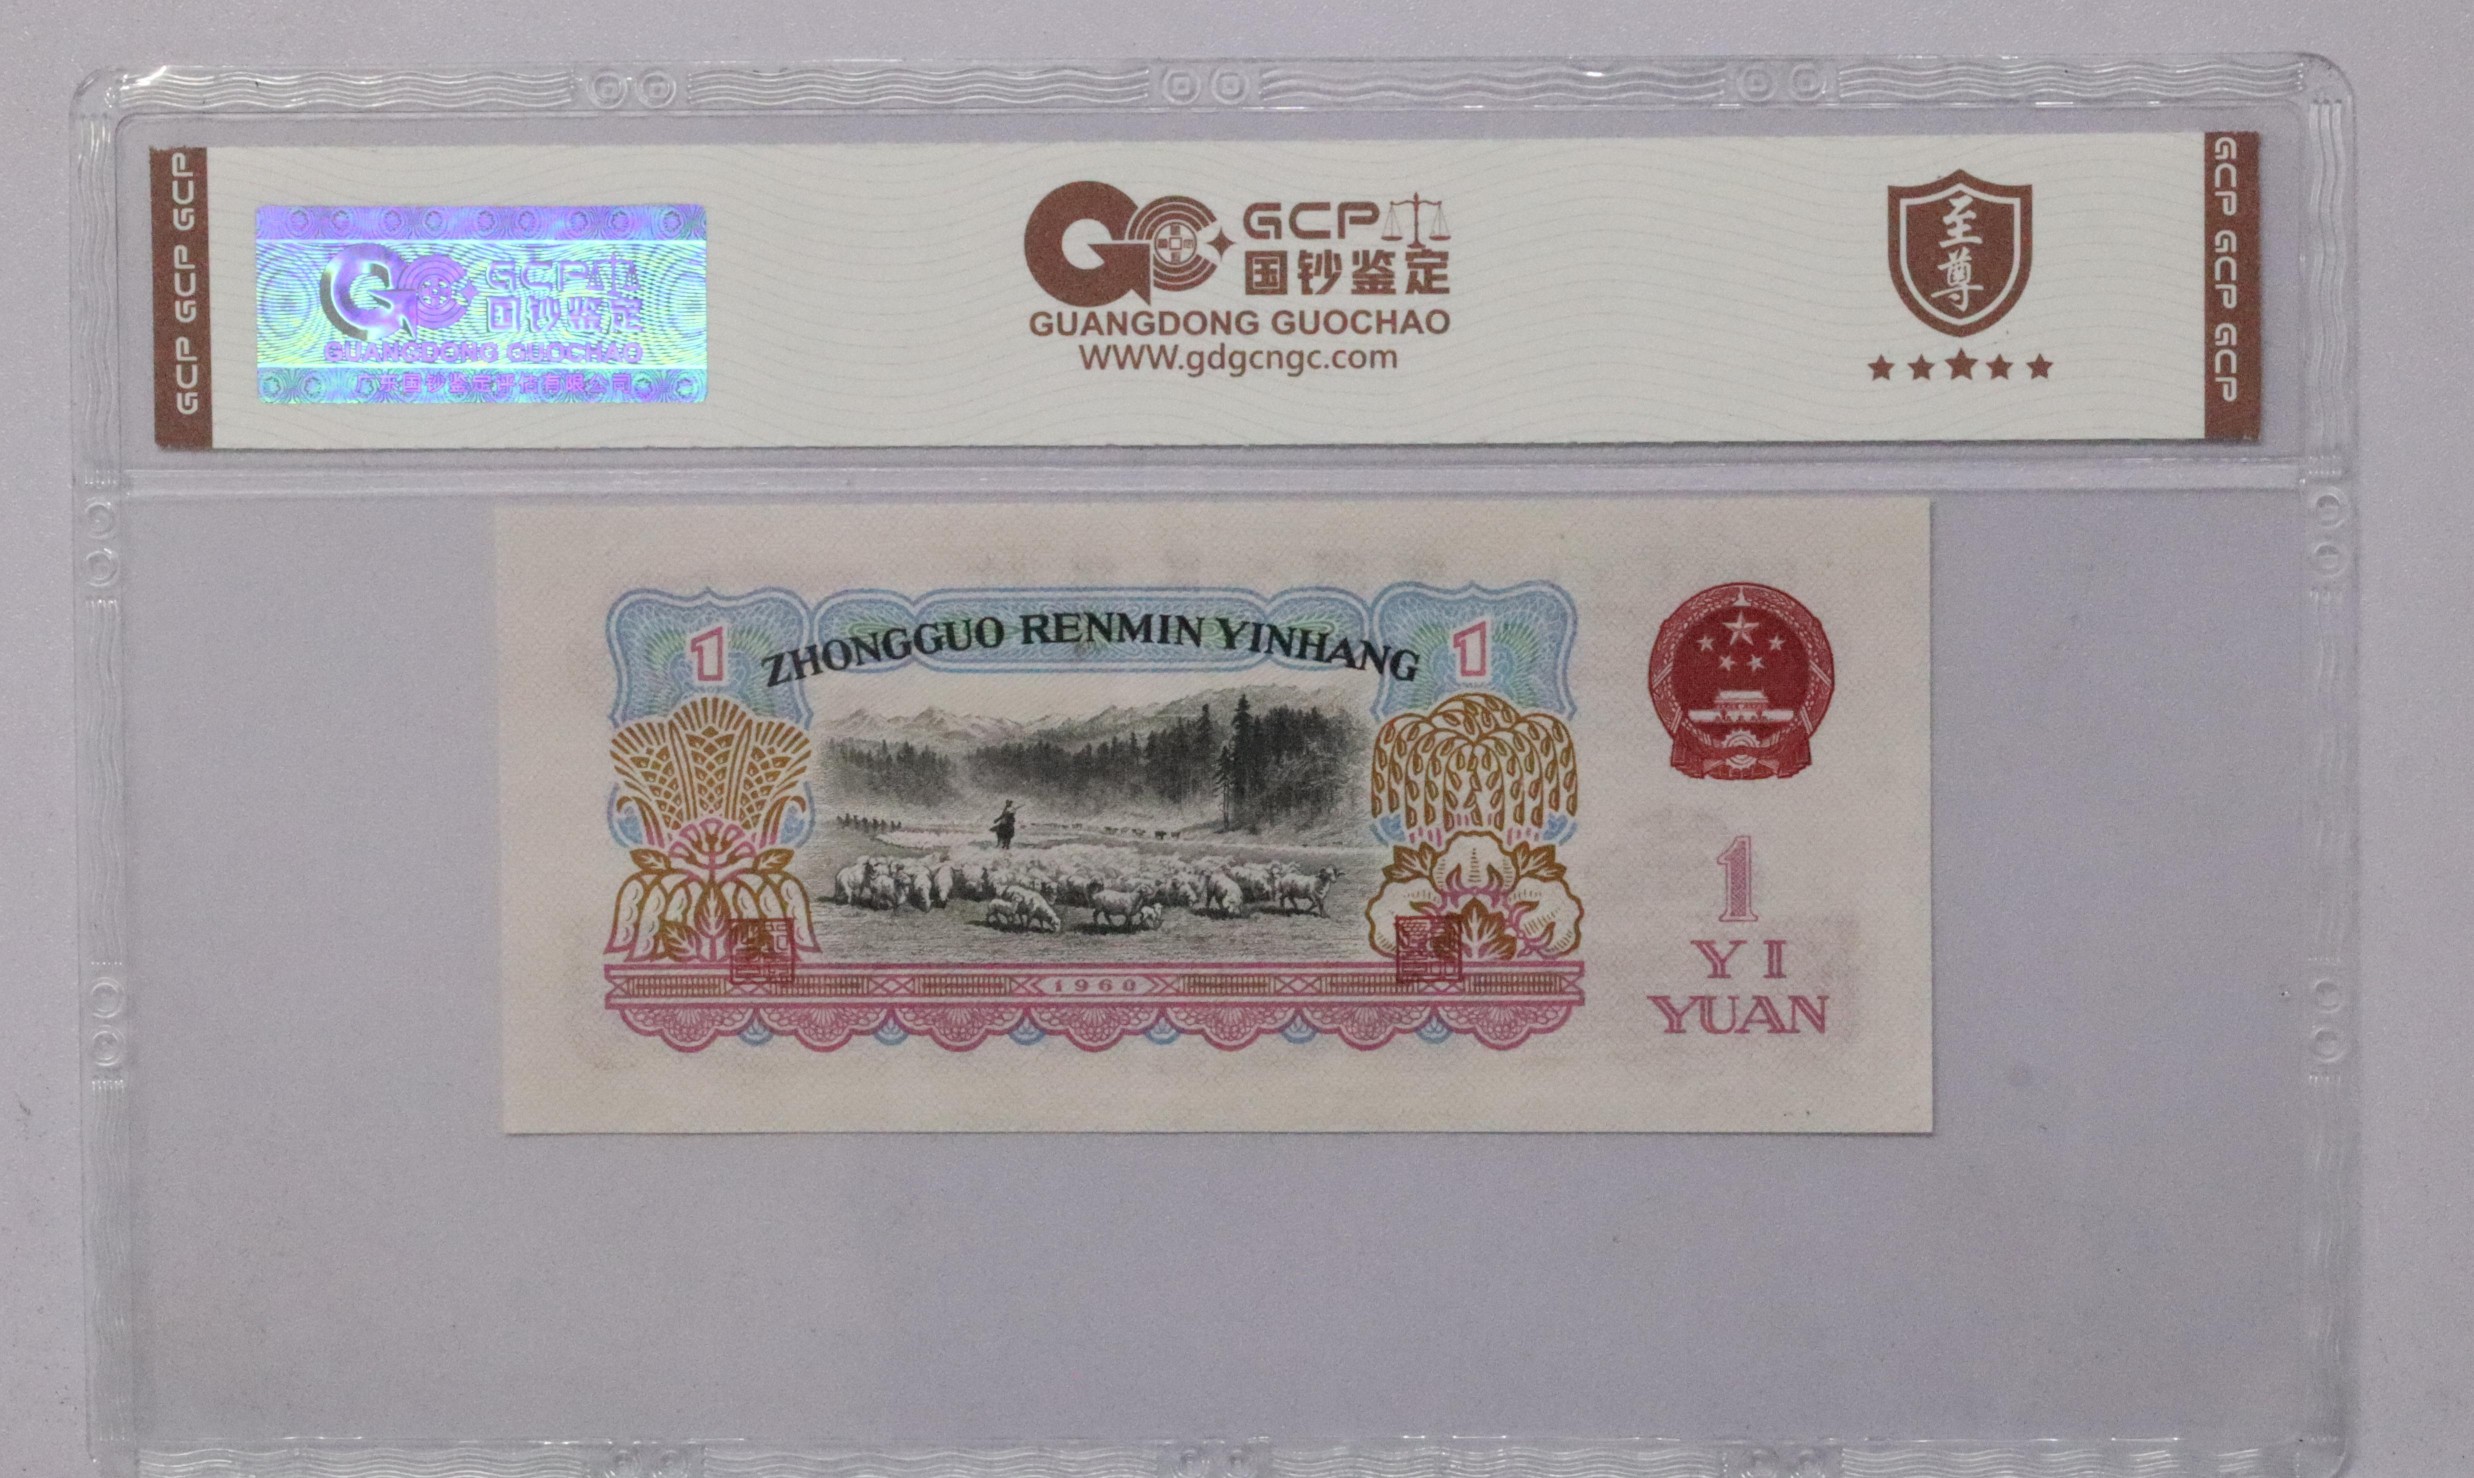 GCP GCP GCP
GCP
国钞鉴定
GUANGDONG GUOCHAO
广东国钞鉴定评估有限公司
GCP
国钞鉴定
GUANGDONG GUOCHAO
WWW.gdgcngc.com
至尊
GCP GCP GCP
1
ZHONGGUO RENMIN YINHANG
1
1960
1
YI
YUAN